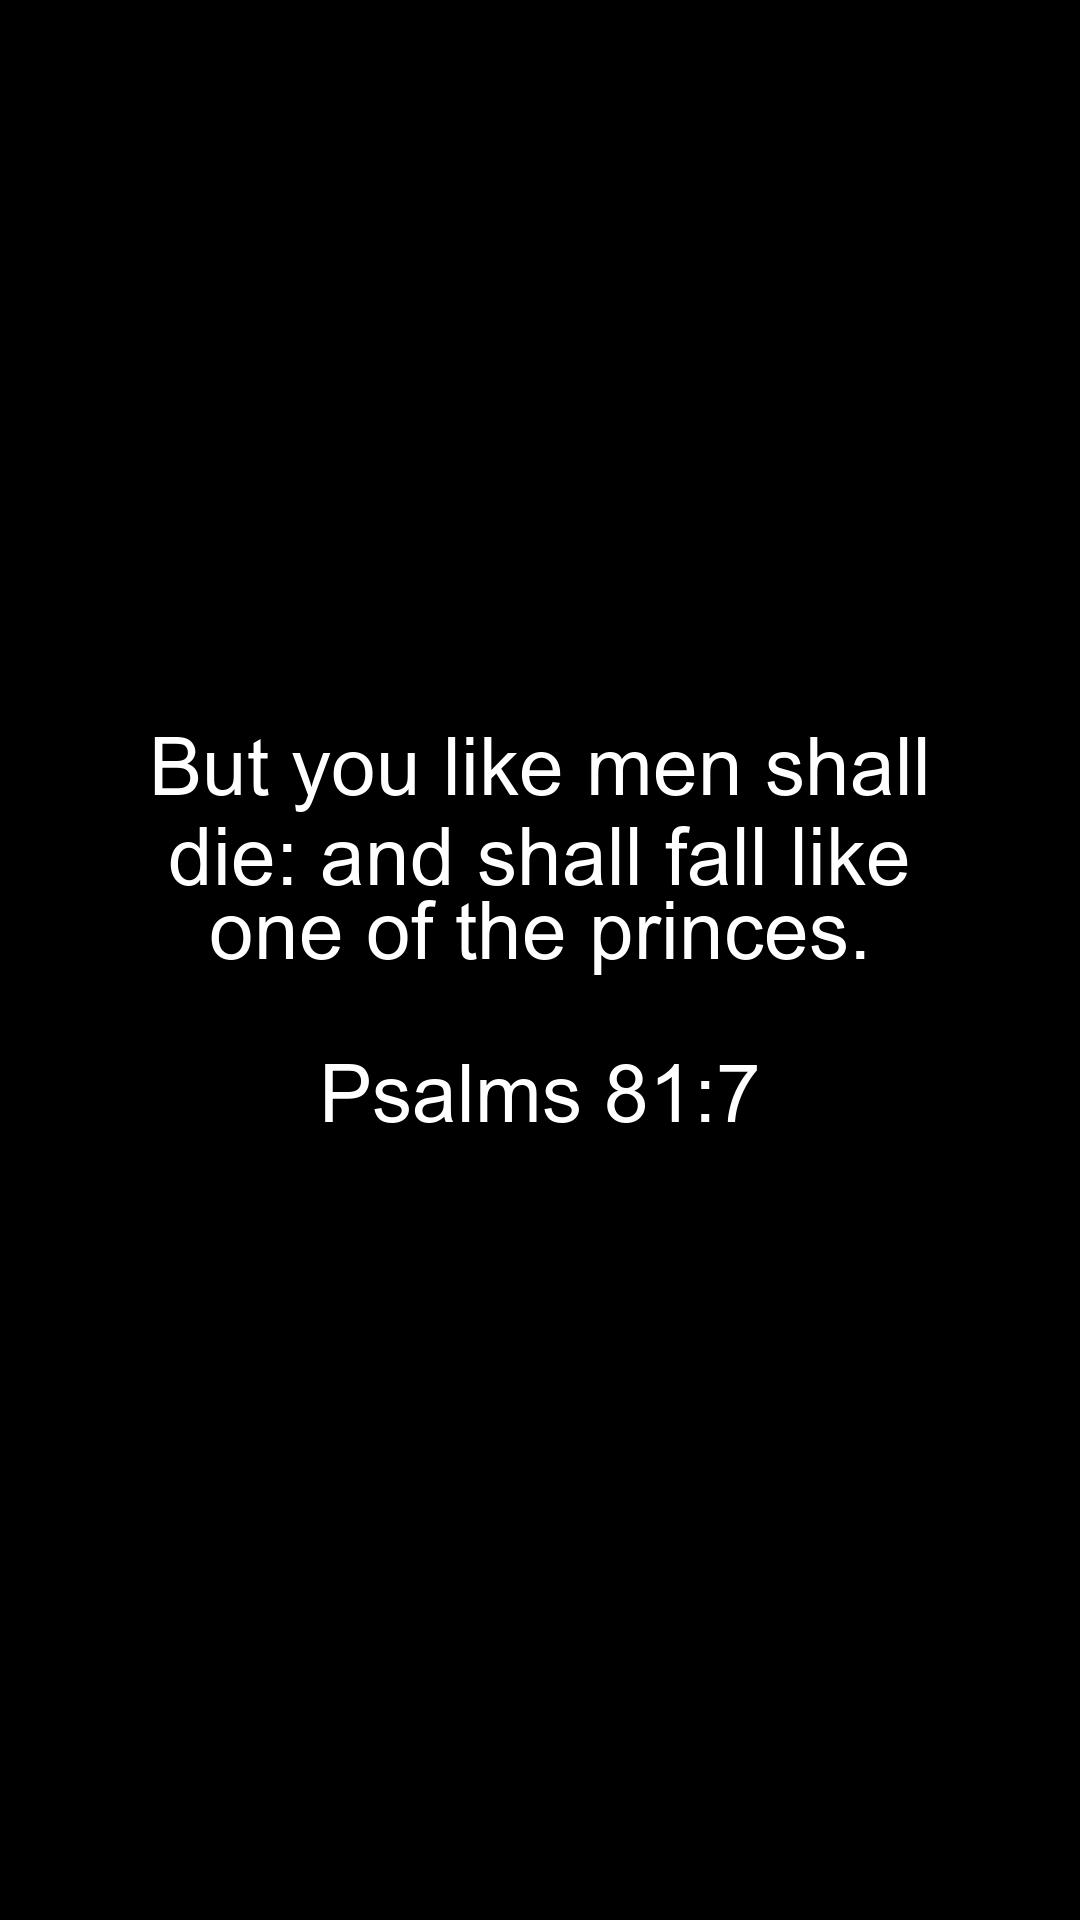 But you like men shall
die: and shall fall like
one of the princes.
Psalms 81:7